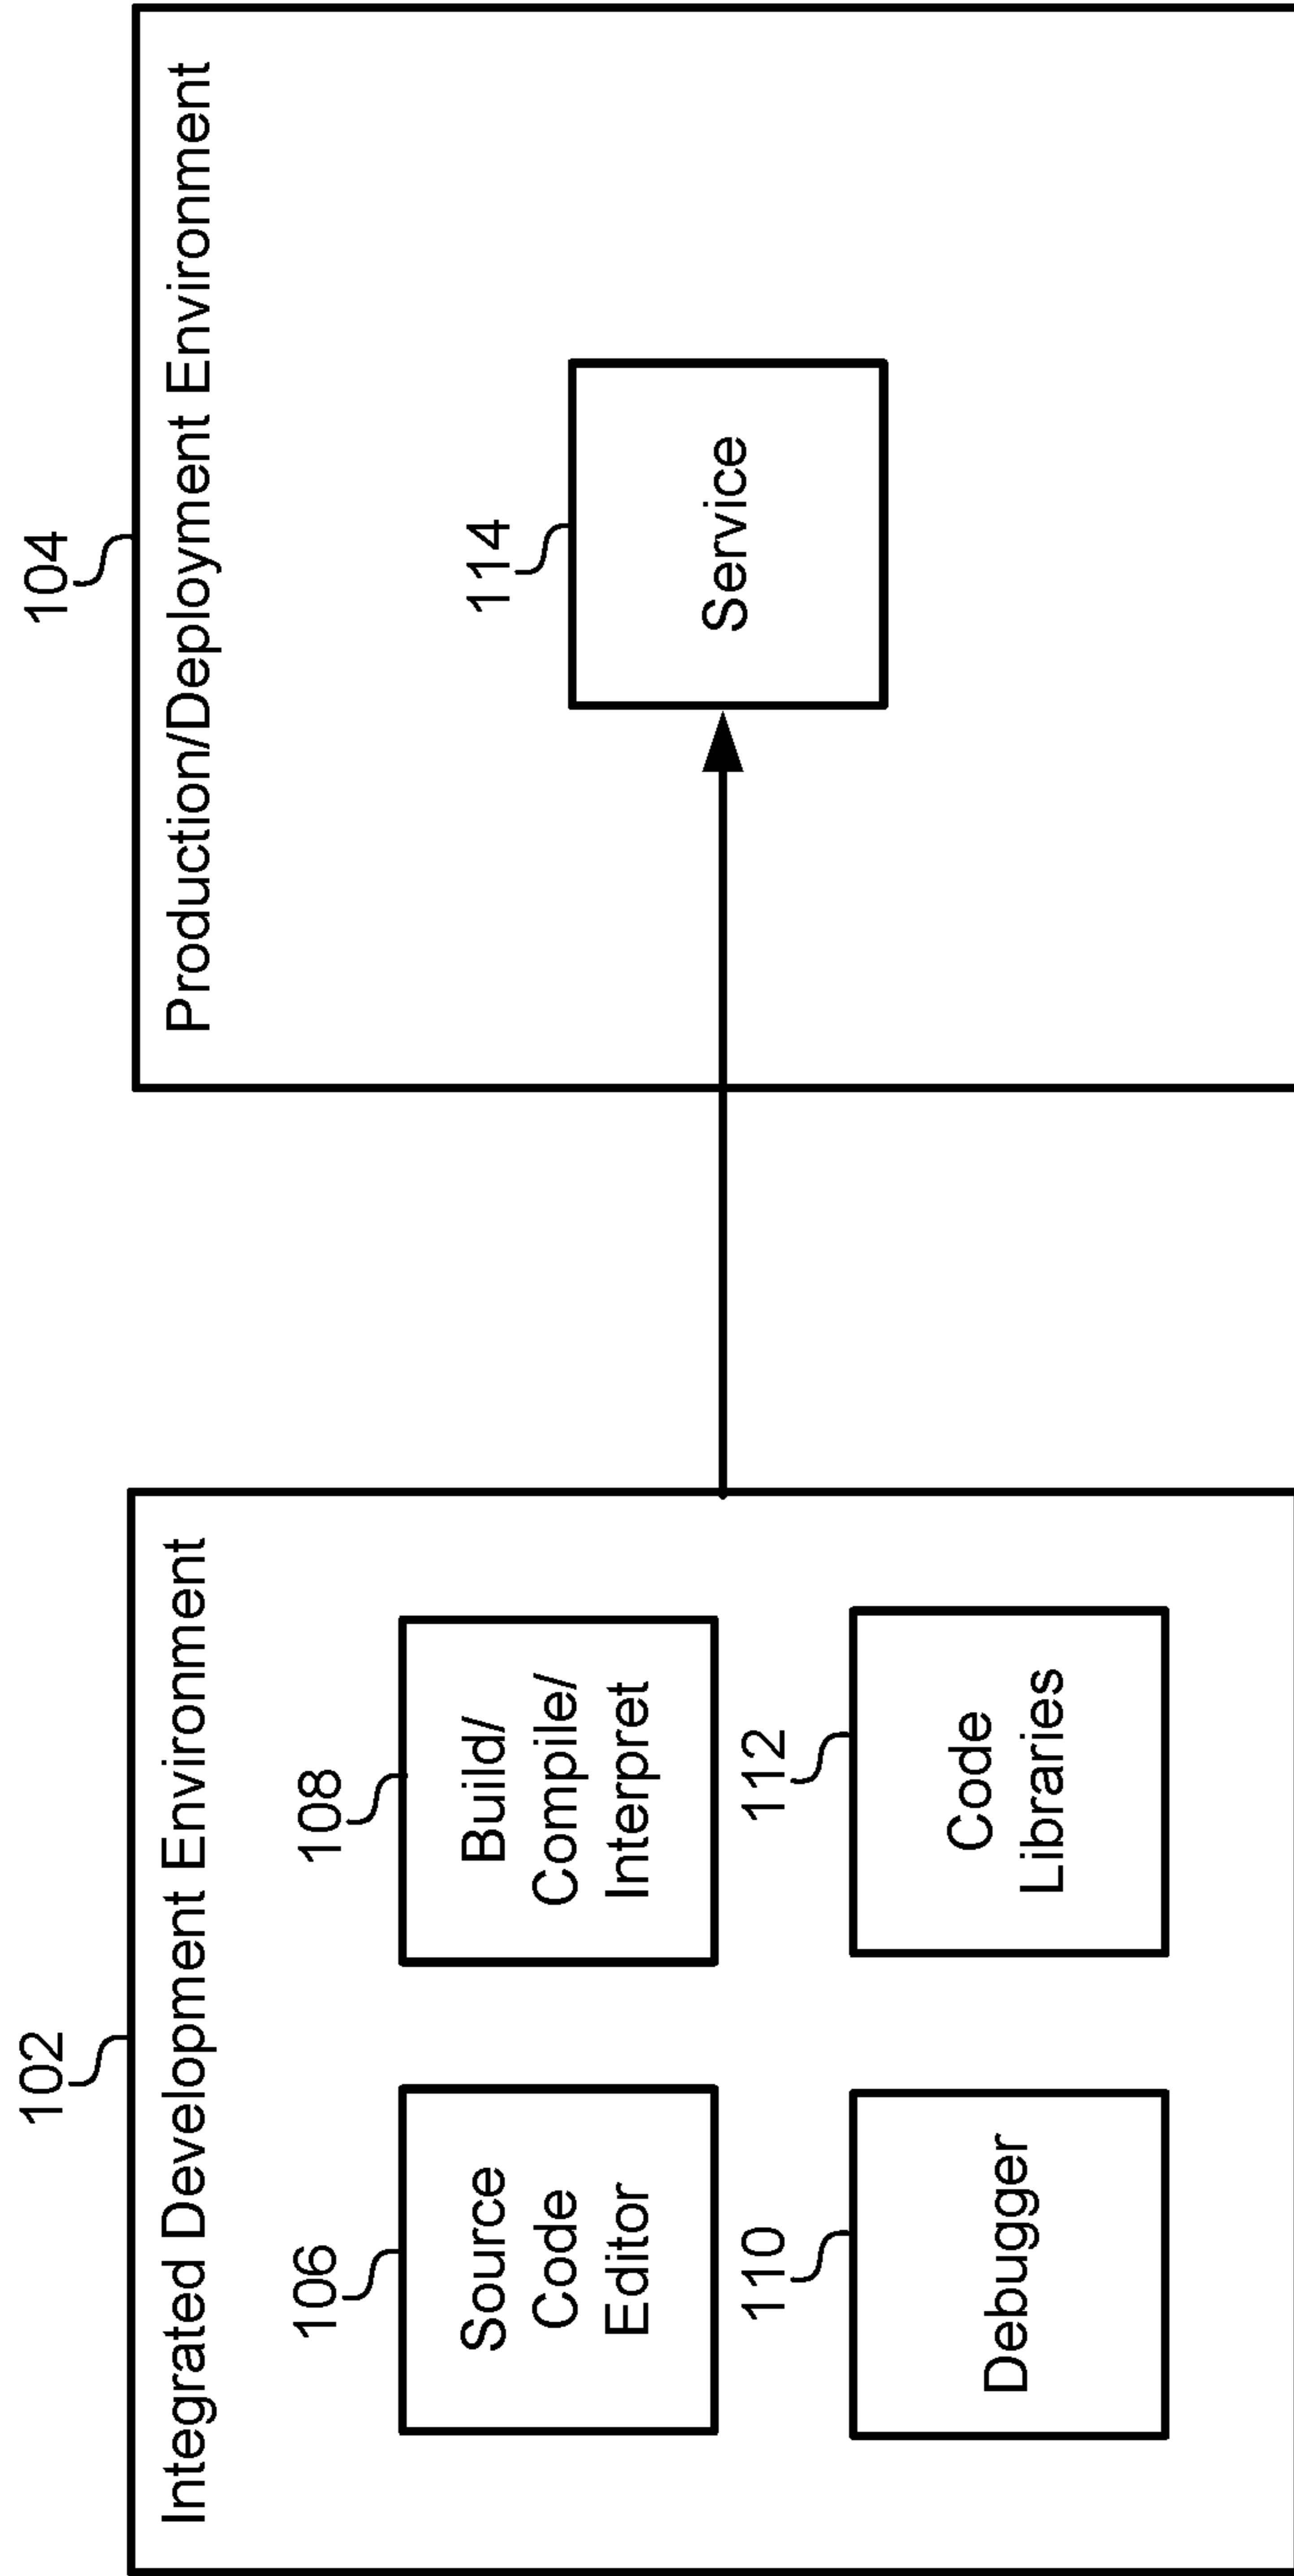 102
Integrated Development Environment
106
Source
Code
Editor
108
Build/
Compile/
Interpret
110
Debugger
112
Code
Libraries
104
Production/Deployment Environment
114
Service